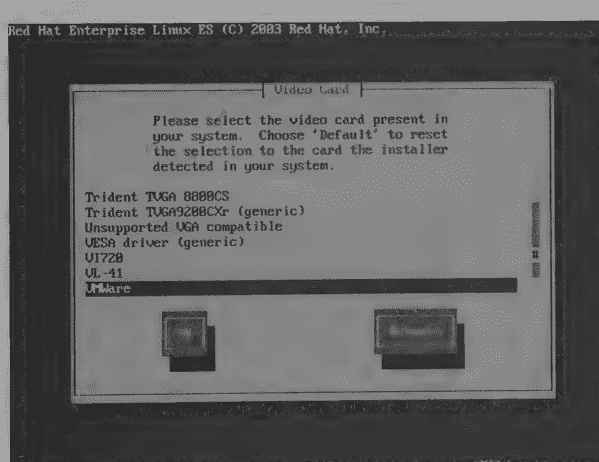 Red Hat Enterprise Linux ES (C) 2003 Red Hat, Inc.
Video Card
Please select the video card present in
your system. Choose 'Default' to reset
the selection to the card the installer
detected in your system.
Trident TVGA 8800CS
Trident TVGA9200CXr (generic)
Unsupported VGA compatible
VESA driver (generic)
VI720
VL-41
VMWare